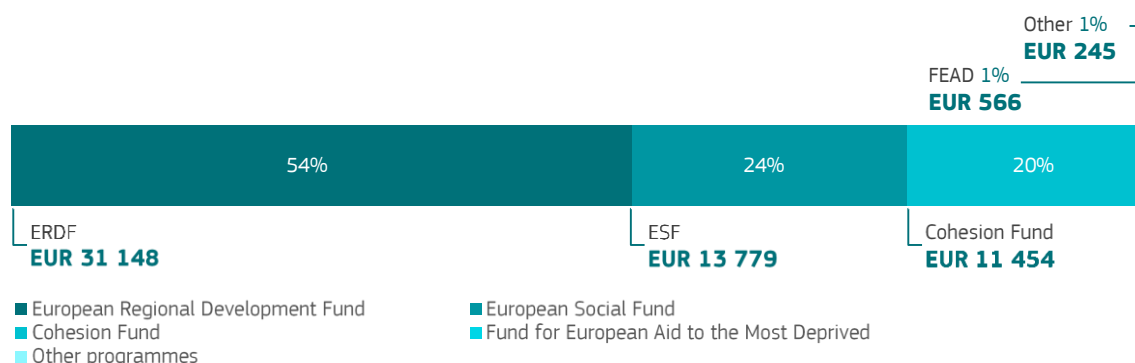 Other 1%
EUR 245
FEAD 1%
EUR 566
54%
24%
20%
ERDF
EUR 31 148
ESF
EUR 13 779
Cohesion Fund
EUR 11 454
European Regional Development Fund
European Social Fund
Cohesion Fund
Fund for European Aid to the Most Deprived
Other programmes